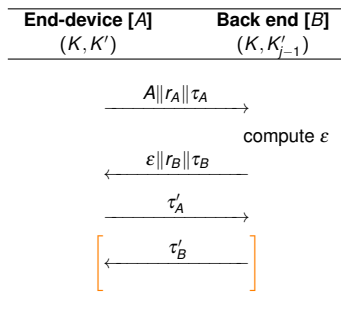 End-device [A] Back end [B]
(K, K′) (K, K′_{j−1})
A‖r_A‖τ_A
compute ε
ε‖r_B‖τ_B
τ′_A
τ′_B